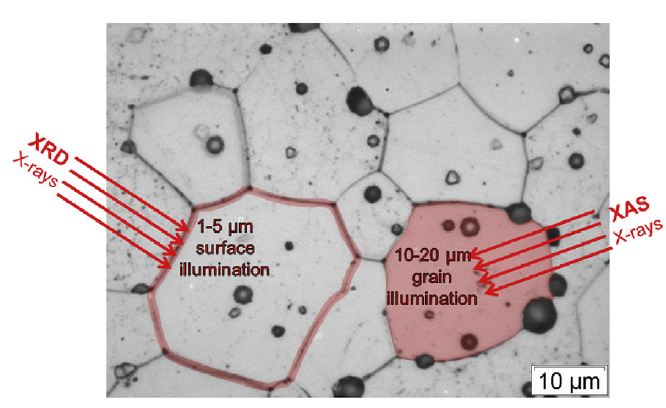 XRD
X-rays
1-5 µm
surface
illumination
XAS
X-rays
10-20 µm
grain
illumination
10 µm